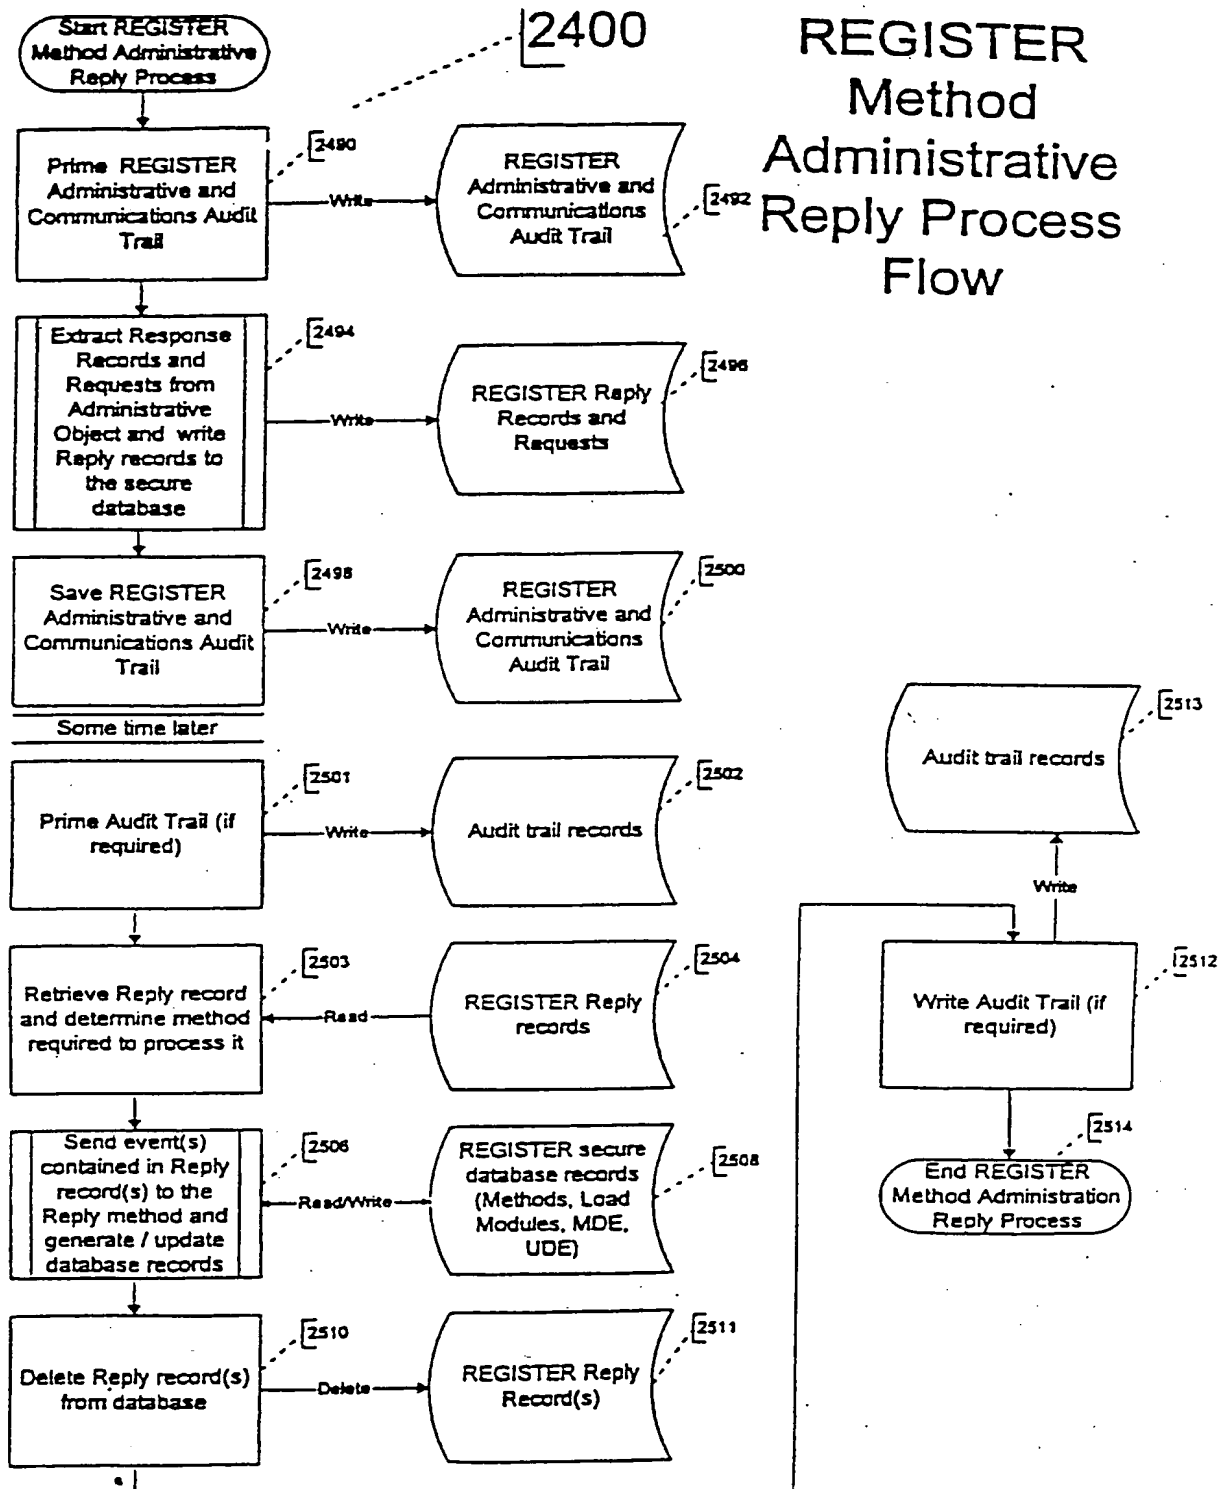 2400
REGISTER
Method
Administrative
Reply Process
Flow
Start REGISTER
Method Administrative
Reply Process
Prime REGISTER
Administrative and
Communications Audit
Trail
2490
Write
REGISTER
Administrative and
Communications
Audit Trail
2492
Extract Response
Records and
Requests from
Administrative
Object and write
Reply records to
the secure
database
2494
Write
REGISTER Reply
Records and
Requests
2496
Save REGISTER
Administrative and
Communications Audit
Trail
2498
Write
REGISTER
Administrative and
Communications
Audit Trail
2500
Some time later
Prime Audit Trail (if
required)
2501
Write
Audit trail records
2502
Retrieve Reply record
and determine method
required to process it
2503
Read
REGISTER Reply
records
2504
Send event(s)
contained in Reply
record(s) to the
Reply method and
generate / update
database records
2506
Read/Write
REGISTER secure
database records
(Methods, Load
Modules, MDE,
UDE)
2508
Delete Reply record(s)
from database
2510
Delete
REGISTER Reply
Record(s)
2511
Audit trail records
2513
Write
Write Audit Trail (if
required)
2512
End REGISTER
Method Administration
Reply Process
2514